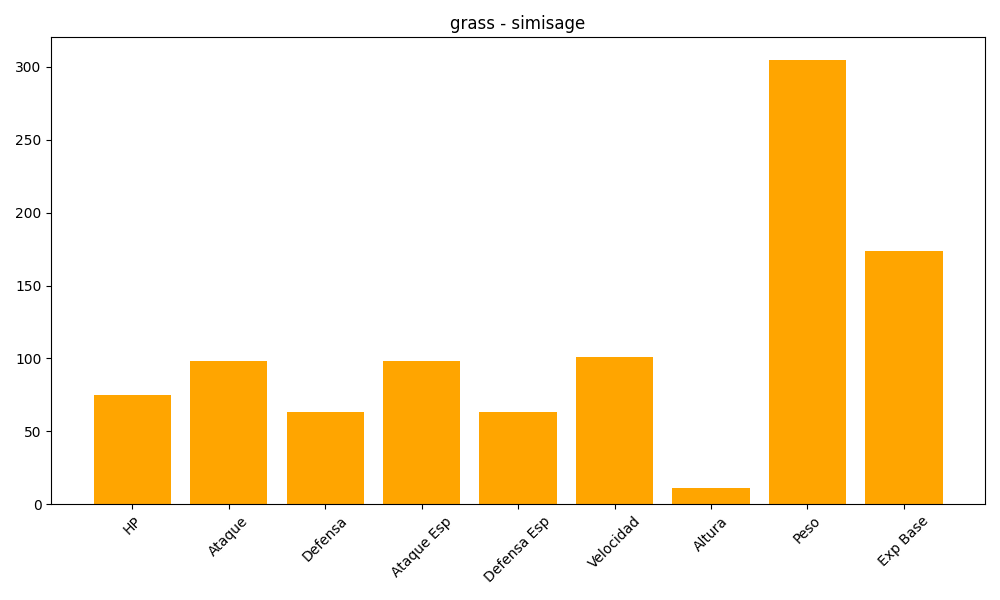 grass - simisage
300
250
200
150
100
50
0
HP
Ataque
Defensa
Ataque Esp
Defensa Esp
Velocidad
Altura
Peso
Exp Base